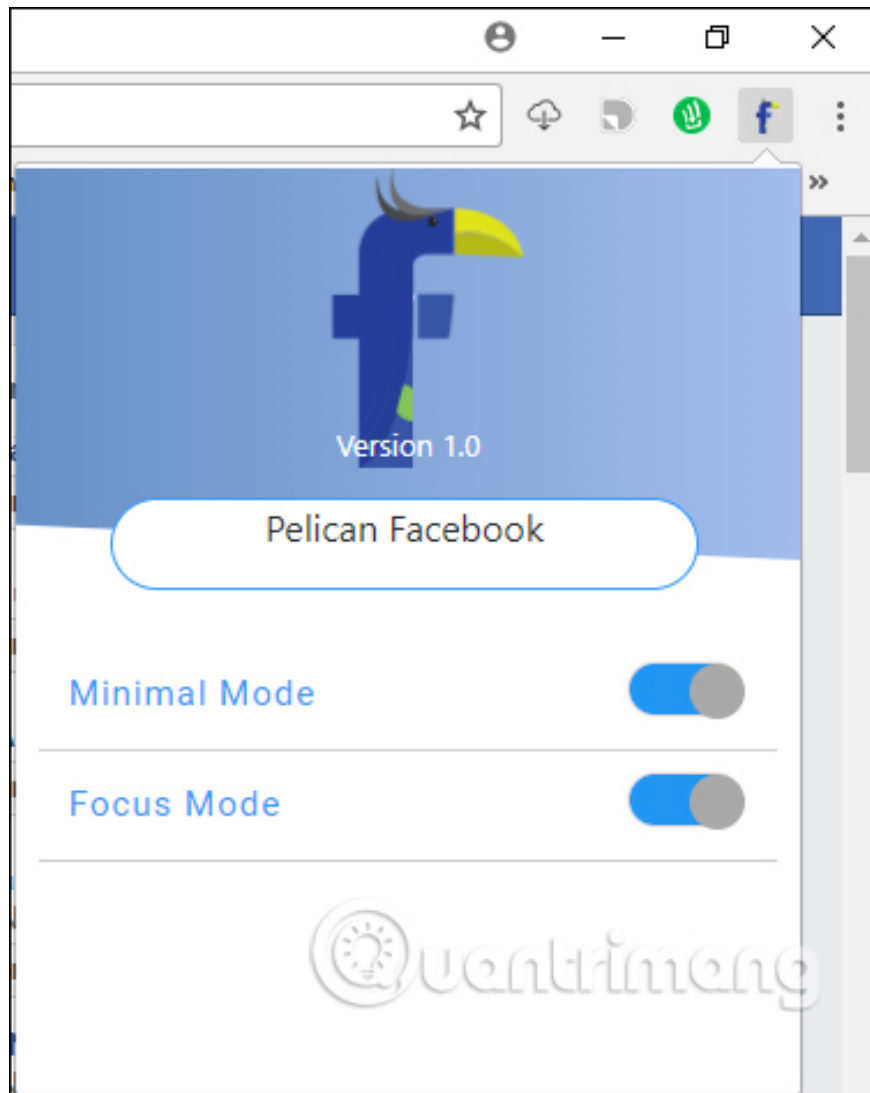 Version 1.0
Pelican Facebook
Minimal Mode
Focus Mode
Quantrimang